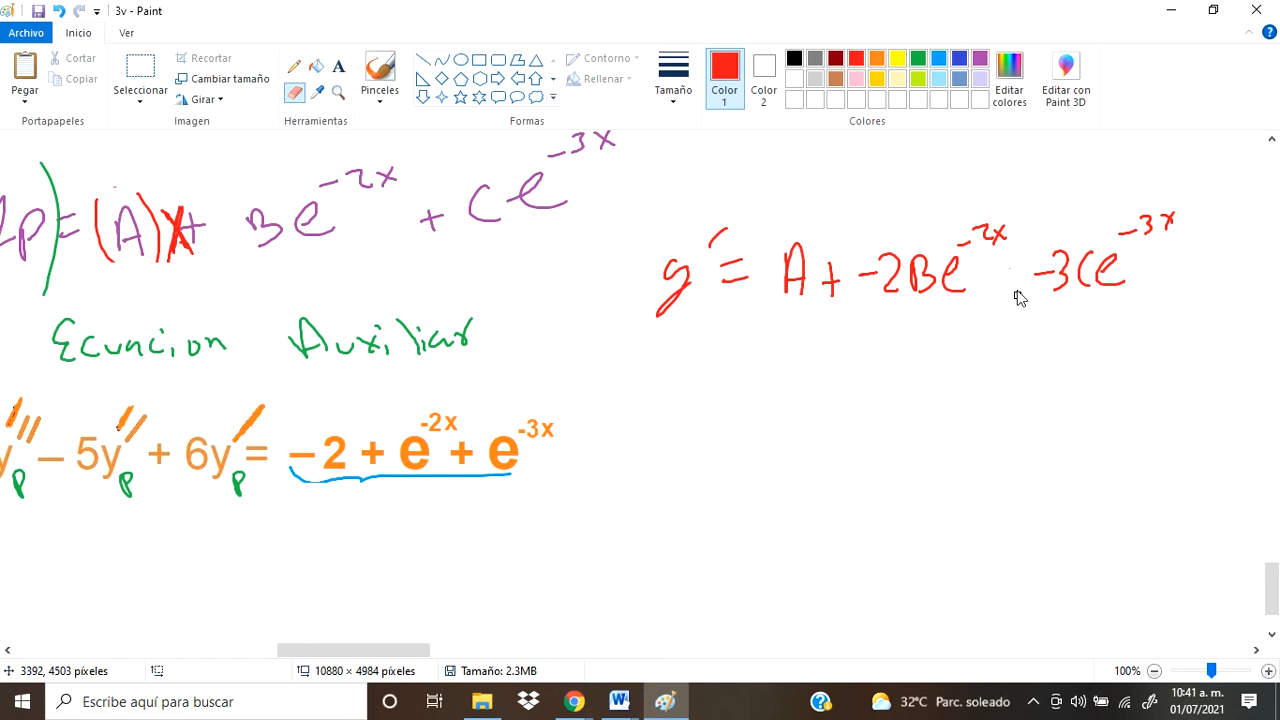 3v - Paint
Archivo Inicio Ver
Pegar
Cortar
Copiar
Portapapeles
Seleccionar
Recortar
Cambiar tamaño
Girar
Imagen
A
Herramientas
Pinceles
Contorno
Rellenar
Formas
Tamaño
Color 1
Color 2
Editar colores
Editar con Paint 3D
Colores
p) = (A)x + Be^-2x + Ce^-3x
y' = A + -2Be^-2x -3Ce^-3x
Ecuacion Auxiliar
y'''p – 5y''p + 6y'p = –2 + e^-2x + e^-3x
3392, 4503 píxeles 10880 × 4984 píxeles Tamaño: 2.3MB 100%
Escribe aquí para buscar 32°C Parc. soleado 10:41 a. m.
01/07/2021